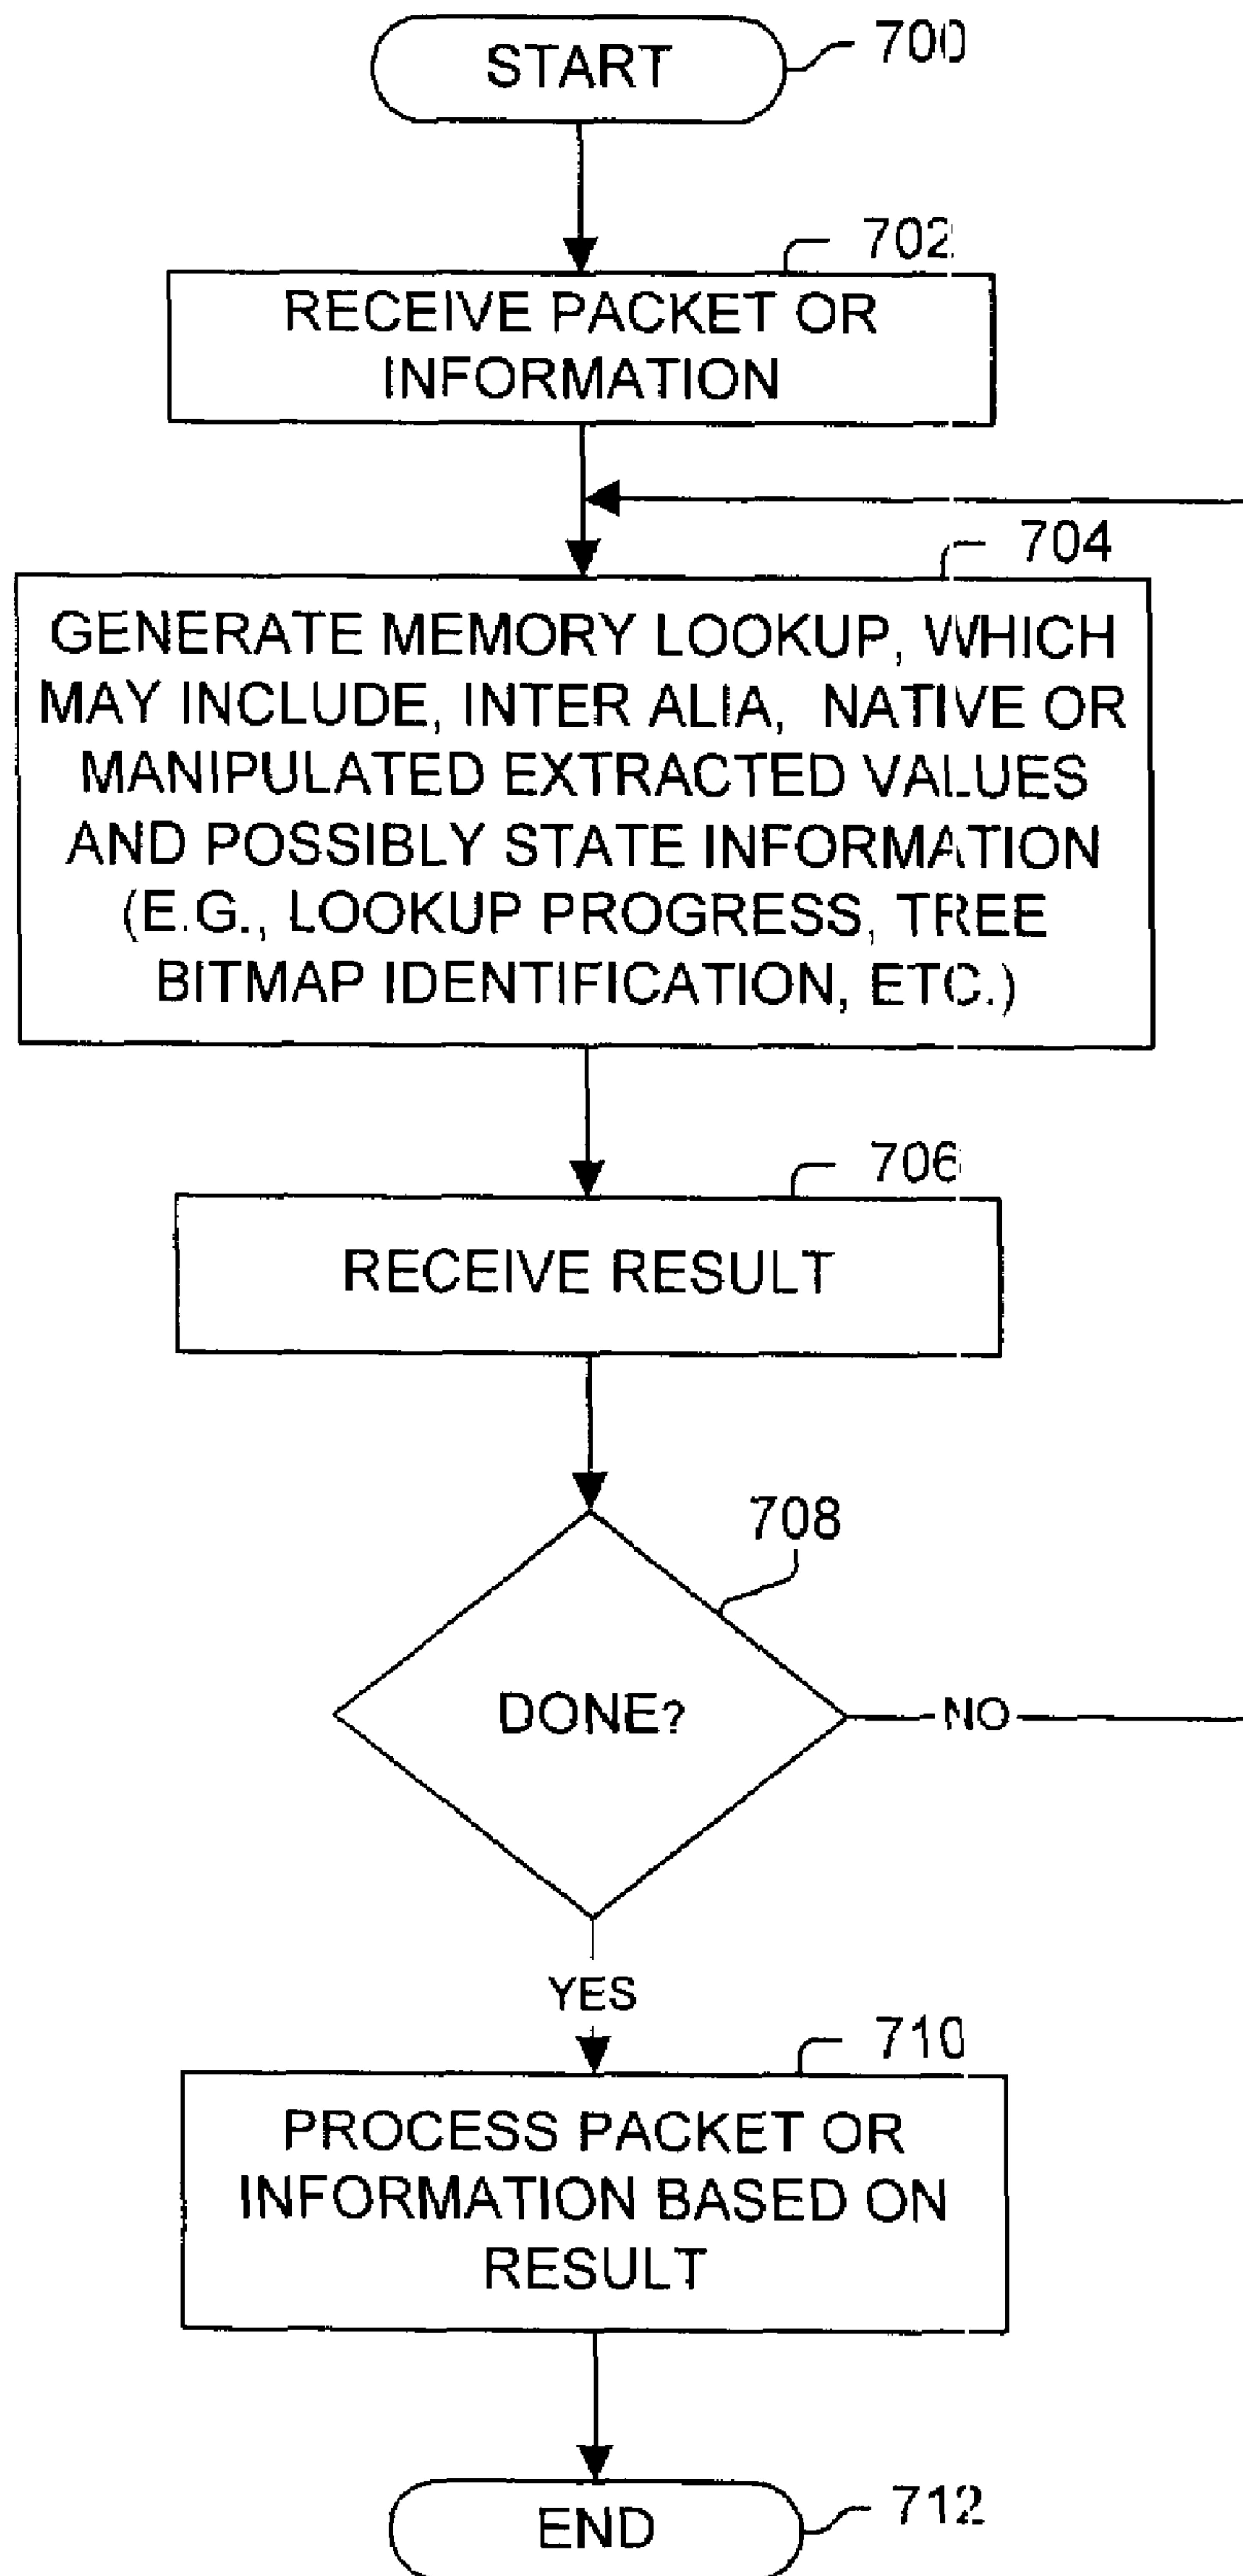 START
700
702
RECEIVE PACKET OR
INFORMATION
704
GENERATE MEMORY LOOKUP, WHICH
MAY INCLUDE, INTER ALIA, NATIVE OR
MANIPULATED EXTRACTED VALUES
AND POSSIBLY STATE INFORMATION
(E.G., LOOKUP PROGRESS, TREE
BITMAP IDENTIFICATION, ETC.)
706
RECEIVE RESULT
708
DONE?
NO
YES
710
PROCESS PACKET OR
INFORMATION BASED ON
RESULT
END
712